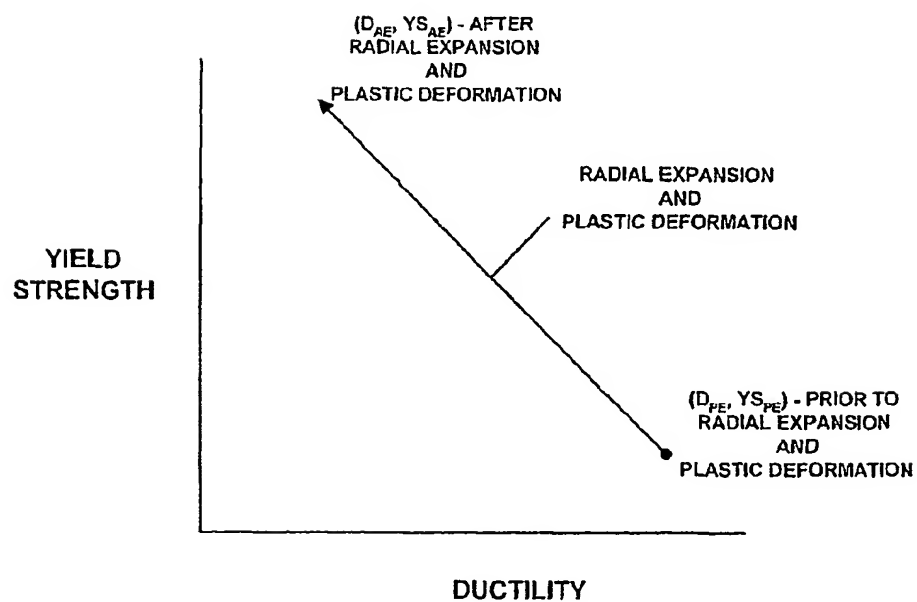 (D_AE, YS_AE) - AFTER
RADIAL EXPANSION
AND
PLASTIC DEFORMATION
RADIAL EXPANSION
AND
PLASTIC DEFORMATION
YIELD
STRENGTH
(D_PE, YS_PE) - PRIOR TO
RADIAL EXPANSION
AND
PLASTIC DEFORMATION
DUCTILITY